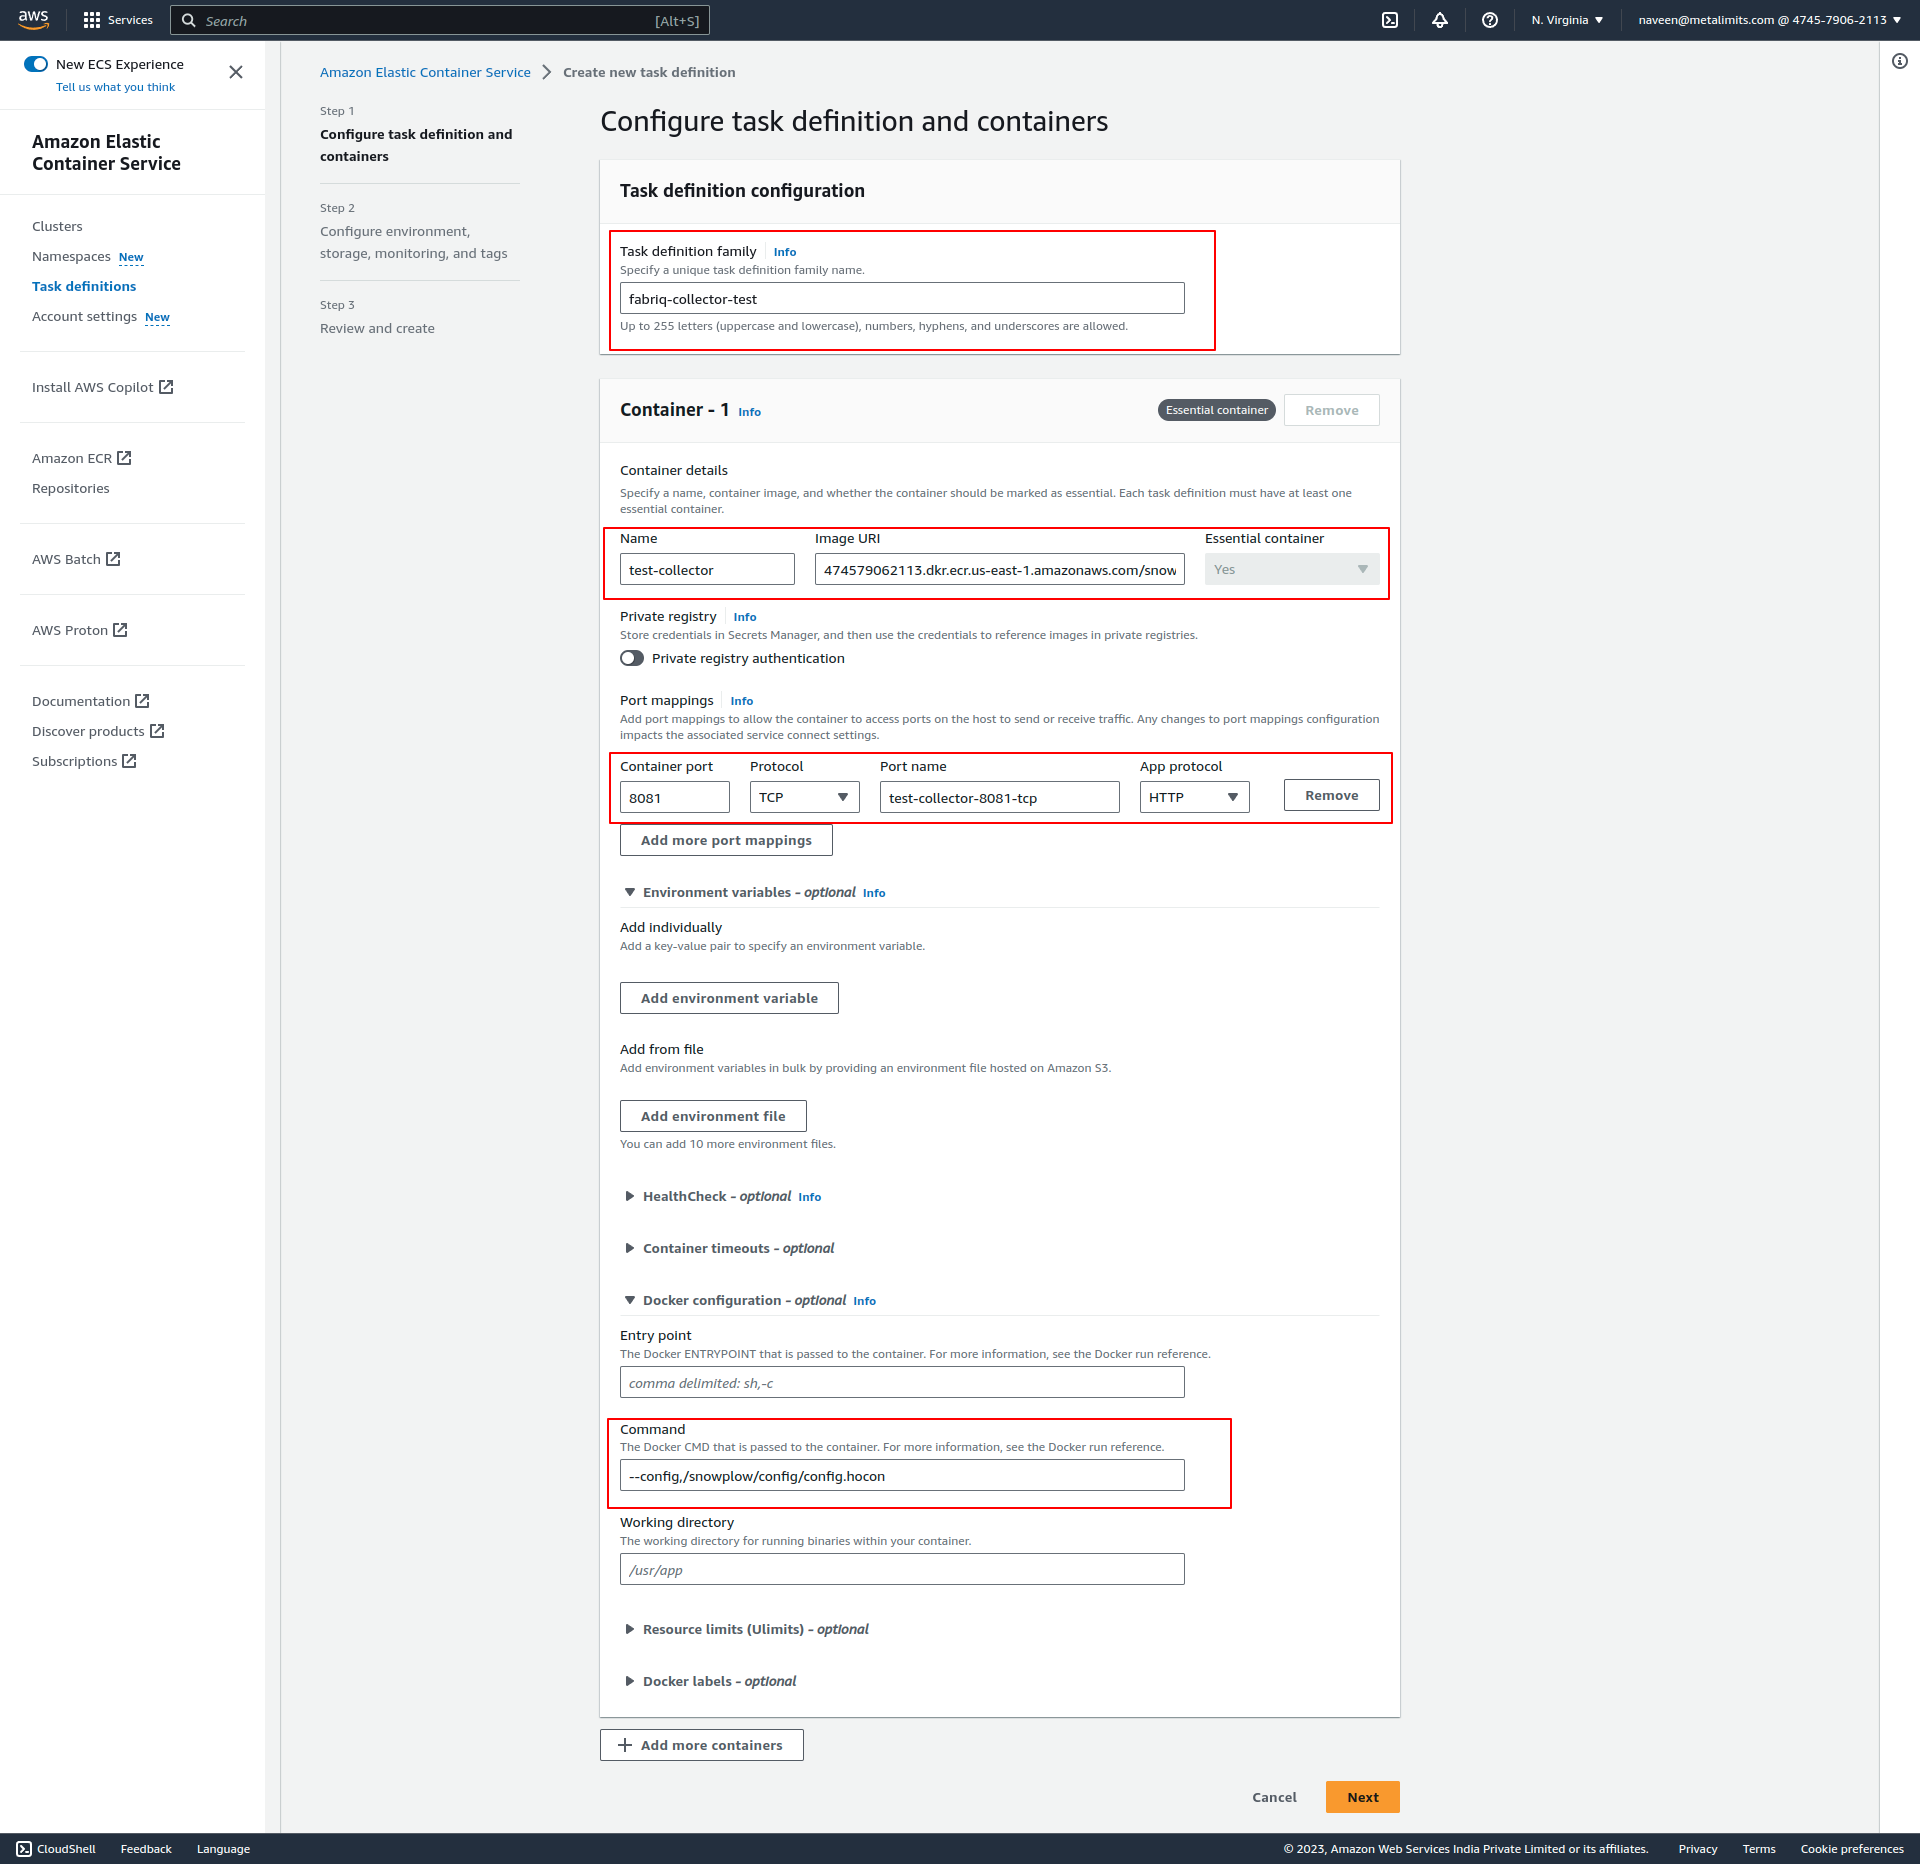 aws
Services
Search
[Alt+S]
N. Virginia
naveen@metalimits.com @ 4745-7906-2113
New ECS Experience
Tell us what you think
Amazon Elastic
Container Service
Clusters
Namespaces New
Task definitions
Account settings New
Install AWS Copilot
Amazon ECR
Repositories
AWS Batch
AWS Proton
Documentation
Discover products
Subscriptions
Amazon Elastic Container Service
Create new task definition
Step 1
Configure task definition and
containers
Step 2
Configure environment,
storage, monitoring, and tags
Step 3
Review and create
Configure task definition and containers
Task definition configuration
Task definition family Info
Specify a unique task definition family name.
fabriq-collector-test
Up to 255 letters (uppercase and lowercase), numbers, hyphens, and underscores are allowed.
Container - 1 Info
Essential container
Remove
Container details
Specify a name, container image, and whether the container should be marked as essential. Each task definition must have at least one
essential container.
Name Image URI Essential container
test-collector 474579062113.dkr.ecr.us-east-1.amazonaws.com/snow Yes
Private registry Info
Store credentials in Secrets Manager, and then use the credentials to reference images in private registries.
Private registry authentication
Port mappings Info
Add port mappings to allow the container to access ports on the host to send or receive traffic. Any changes to port mappings configuration
impacts the associated service connect settings.
Container port Protocol Port name App protocol
8081 TCP test-collector-8081-tcp HTTP Remove
Add more port mappings
Environment variables - optional Info
Add individually
Add a key-value pair to specify an environment variable.
Add environment variable
Add from file
Add environment variables in bulk by providing an environment file hosted on Amazon S3.
Add environment file
You can add 10 more environment files.
HealthCheck - optional Info
Container timeouts - optional
Docker configuration - optional Info
Entry point
The Docker ENTRYPOINT that is passed to the container. For more information, see the Docker run reference.
comma delimited: sh,-c
Command
The Docker CMD that is passed to the container. For more information, see the Docker run reference.
--config,/snowplow/config/config.hocon
Working directory
The working directory for running binaries within your container.
/usr/app
Resource limits (Ulimits) - optional
Docker labels - optional
Add more containers
Cancel Next
CloudShell Feedback Language
© 2023, Amazon Web Services India Private Limited or its affiliates. Privacy Terms Cookie preferences